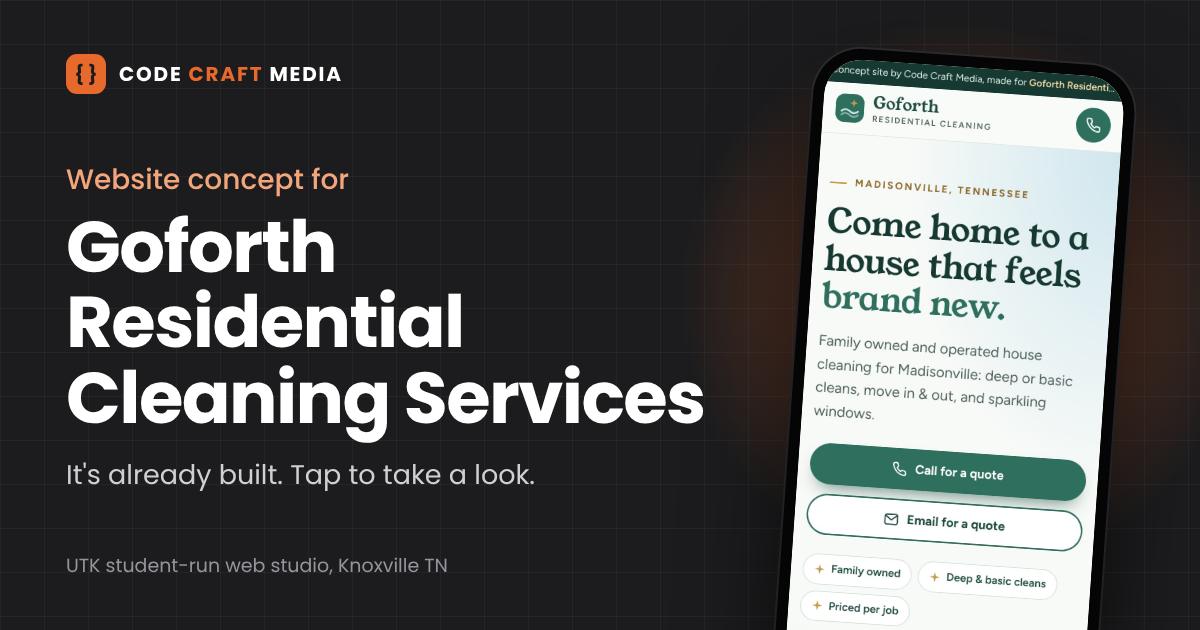 { } CODE CRAFT MEDIA
Website concept for
Goforth
Residential
Cleaning Services
It's already built. Tap to take a look.
UTK student-run web studio, Knoxville TN
concept site by Code Craft Media, made for Goforth Residenti...
Goforth
RESIDENTIAL CLEANING
MADISONVILLE, TENNESSEE
Come home to a
house that feels
brand new.
Family owned and operated house
cleaning for Madisonville: deep or basic
cleans, move in & out, and sparkling
windows.
Call for a quote
Email for a quote
Family owned
Deep & basic cleans
Priced per job